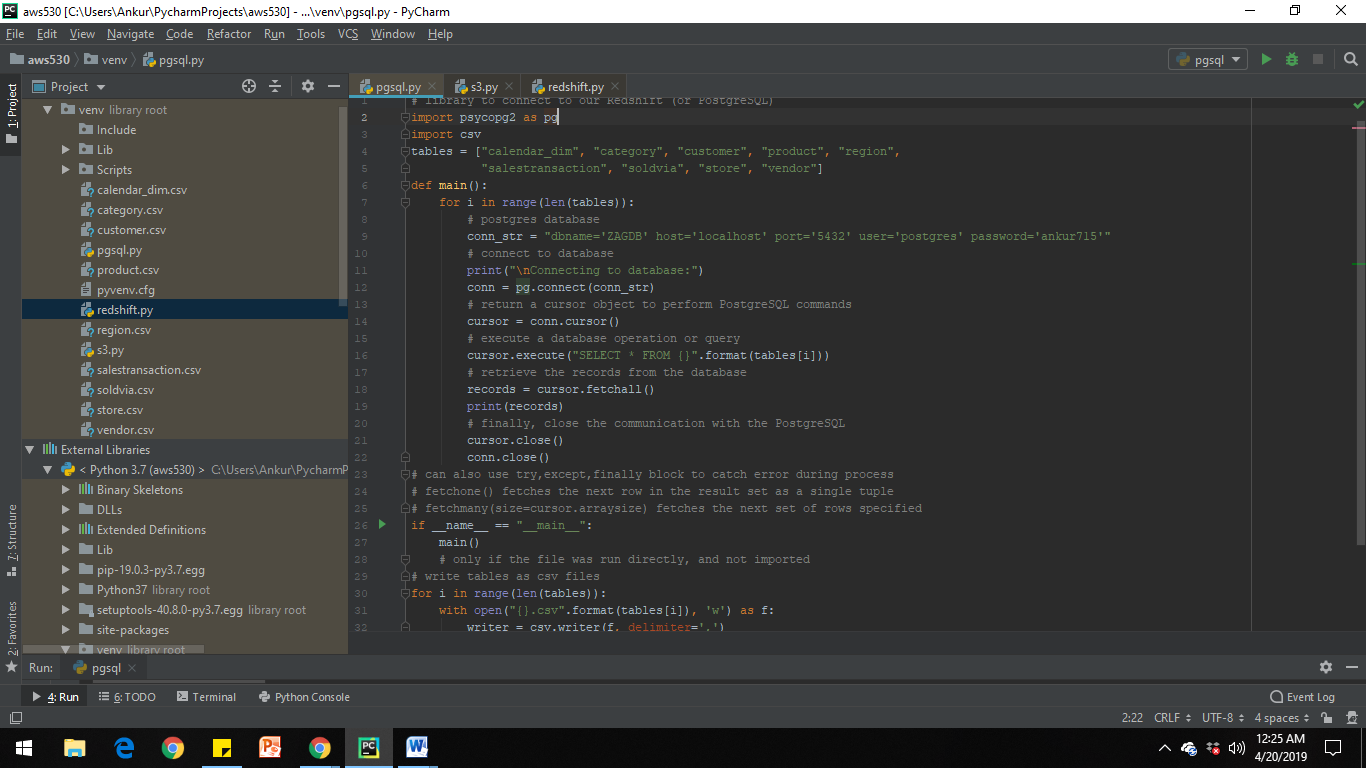 aws530 [C:\Users\Ankur\PycharmProjects\aws530] - ...\venv\pgsql.py - PyCharm
File Edit View Navigate Code Refactor Run Tools VCS Window Help
aws530 venv pgsql.py
pgsql
Project
pgsql.py s3.py redshift.py
1: Project
7: Structure
2: Favorites
venv library root
Include
Lib
Scripts
calendar_dim.csv
category.csv
customer.csv
pgsql.py
product.csv
pyvenv.cfg
redshift.py
region.csv
s3.py
salestransaction.csv
soldvia.csv
store.csv
vendor.csv
External Libraries
< Python 3.7 (aws530) > C:\Users\Ankur\PycharmP
Binary Skeletons
DLLs
Extended Definitions
Lib
pip-19.0.3-py3.7.egg
Python37 library root
setuptools-40.8.0-py3.7.egg library root
site-packages
venv library root
1 # library to connect to our Redshift (or PostgreSQL)
2 import psycopg2 as pg
3 import csv
4 tables = ["calendar_dim", "category", "customer", "product", "region",
5 "salestransaction", "soldvia", "store", "vendor"]
6 def main():
7 for i in range(len(tables)):
8 # postgres database
9 conn_str = "dbname='ZAGDB' host='localhost' port='5432' user='postgres' password='ankur715'"
10 # connect to database
11 print("\nConnecting to database:")
12 conn = pg.connect(conn_str)
13 # return a cursor object to perform PostgreSQL commands
14 cursor = conn.cursor()
15 # execute a database operation or query
16 cursor.execute("SELECT * FROM {}".format(tables[i]))
17 # retrieve the records from the database
18 records = cursor.fetchall()
19 print(records)
20 # finally, close the communication with the PostgreSQL
21 cursor.close()
22 conn.close()
23 # can also use try,except,finally block to catch error during process
24 # fetchone() fetches the next row in the result set as a single tuple
25 # fetchmany(size=cursor.arraysize) fetches the next set of rows specified
26 if __name__ == "__main__":
27 main()
28 # only if the file was run directly, and not imported
29 # write tables as csv files
30 for i in range(len(tables)):
31 with open("{}.csv".format(tables[i]), 'w') as f:
32 writer = csv.writer(f, delimiter=',')
Run: pgsql
4: Run 6: TODO Terminal Python Console Event Log
2:22 CRLF UTF-8 4 spaces
12:25 AM
4/20/2019